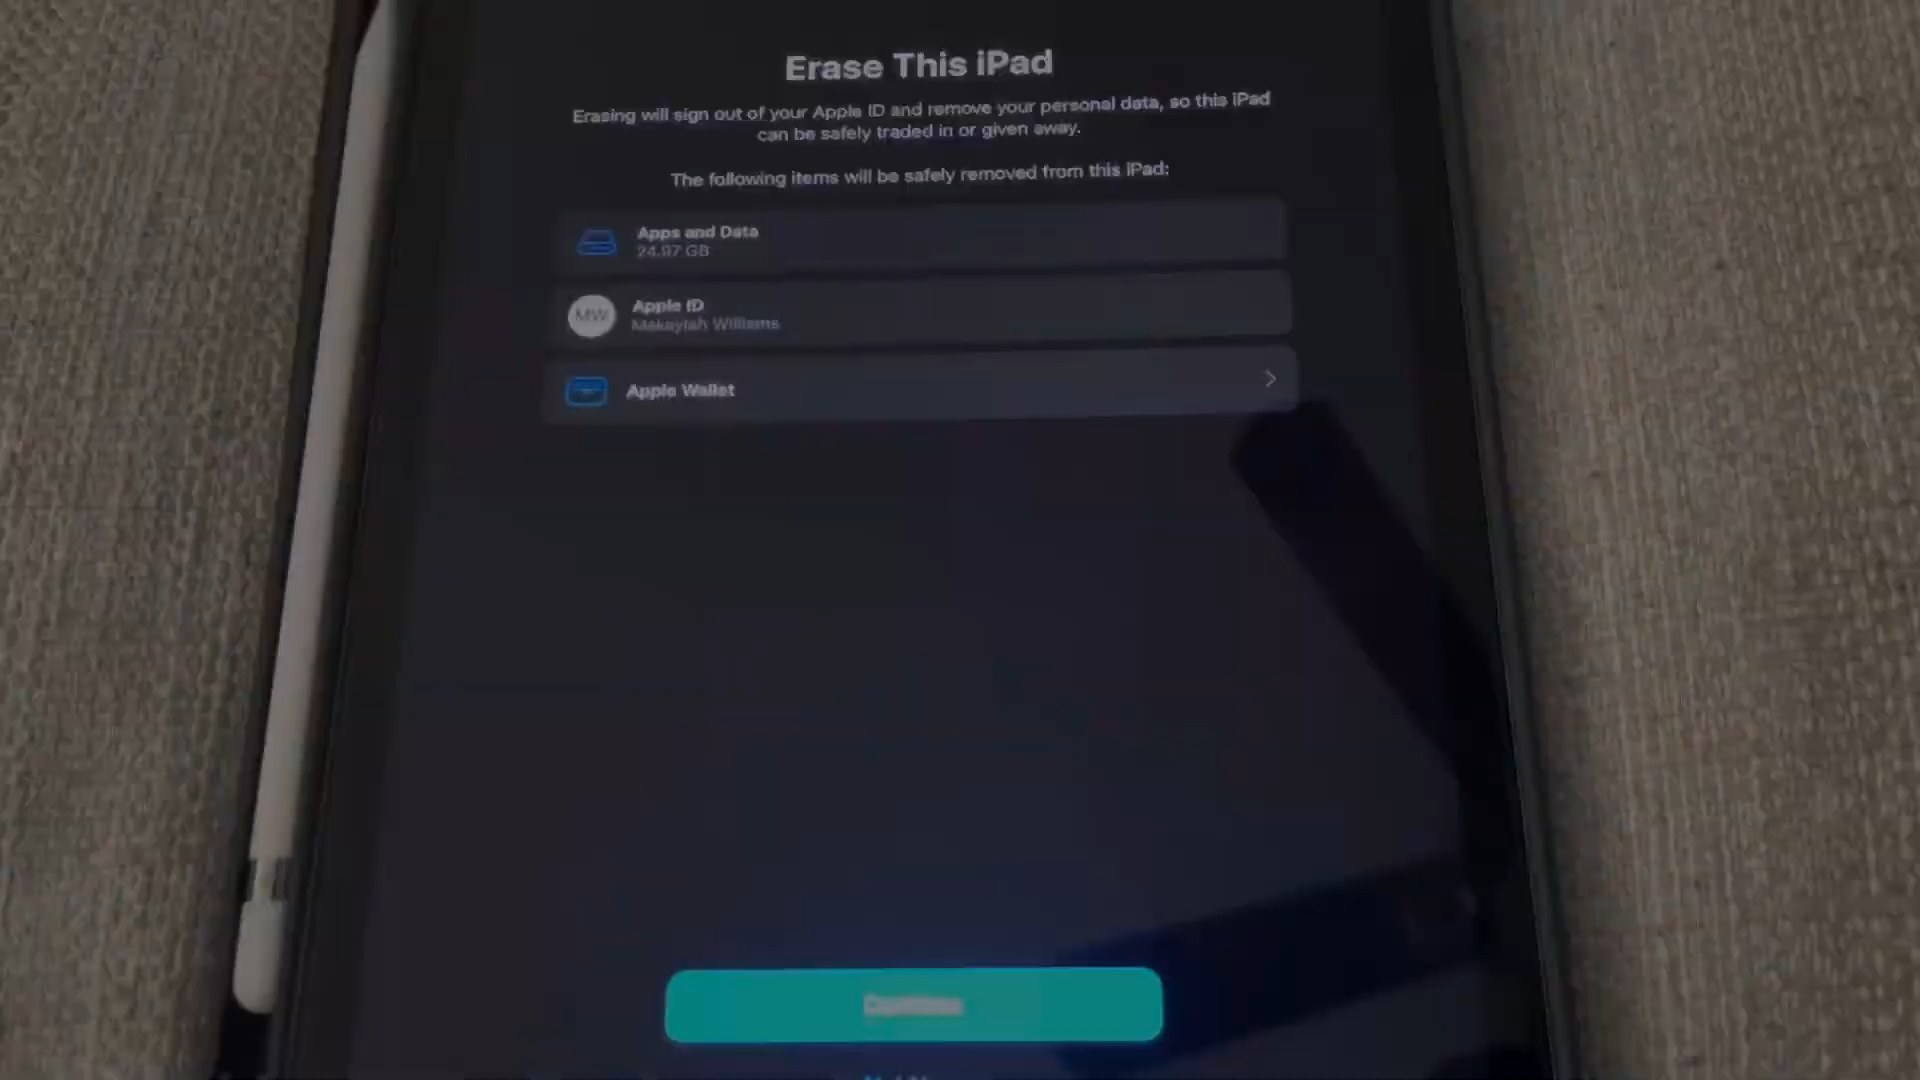 Erase This iPad
Erasing will sign out of your Apple ID and remove your personal data, so this iPad
can be safely traded in or given away.
The following items will be safely removed from this iPad:
Apps and Data
24.97 GB
MW
Apple ID
Makaylah Williams
Apple Wallet
Continue